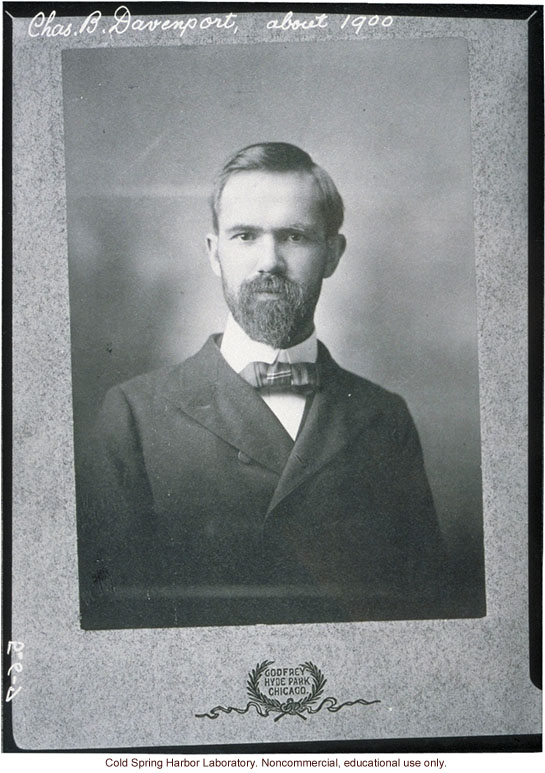 Chas. B. Davenport, about 1900
GODFREY
HYDE PARK
CHICAGO.
Cold Spring Harbor Laboratory. Noncommercial, educational use only.